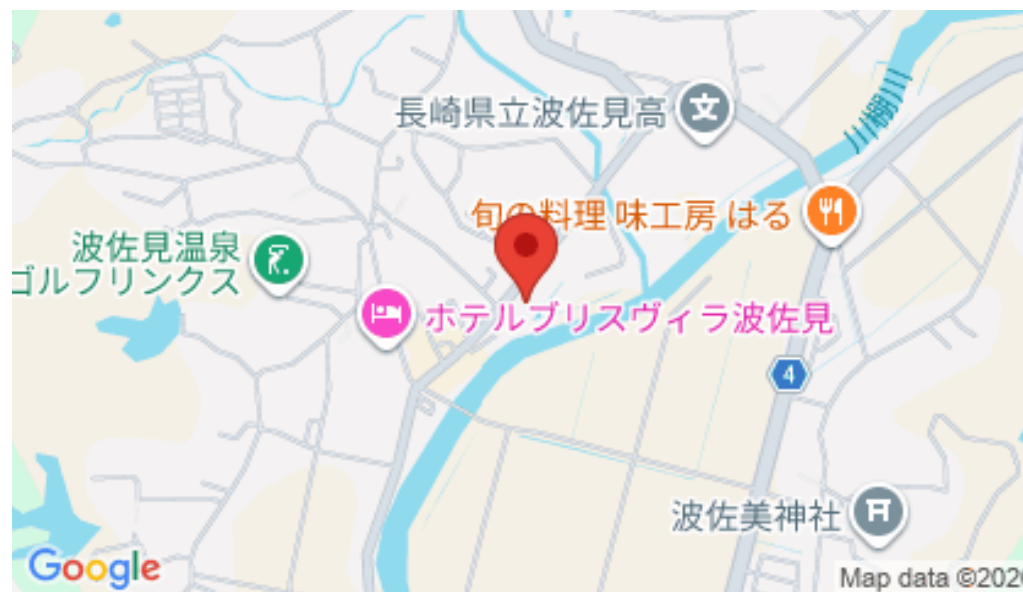 長崎県立波佐見高
川棚川
旬の料理 味工房 はる
波佐見温泉
ゴルフリンクス
ホテルブリスヴィラ波佐見
4
波佐美神社
Google
Map data ©202